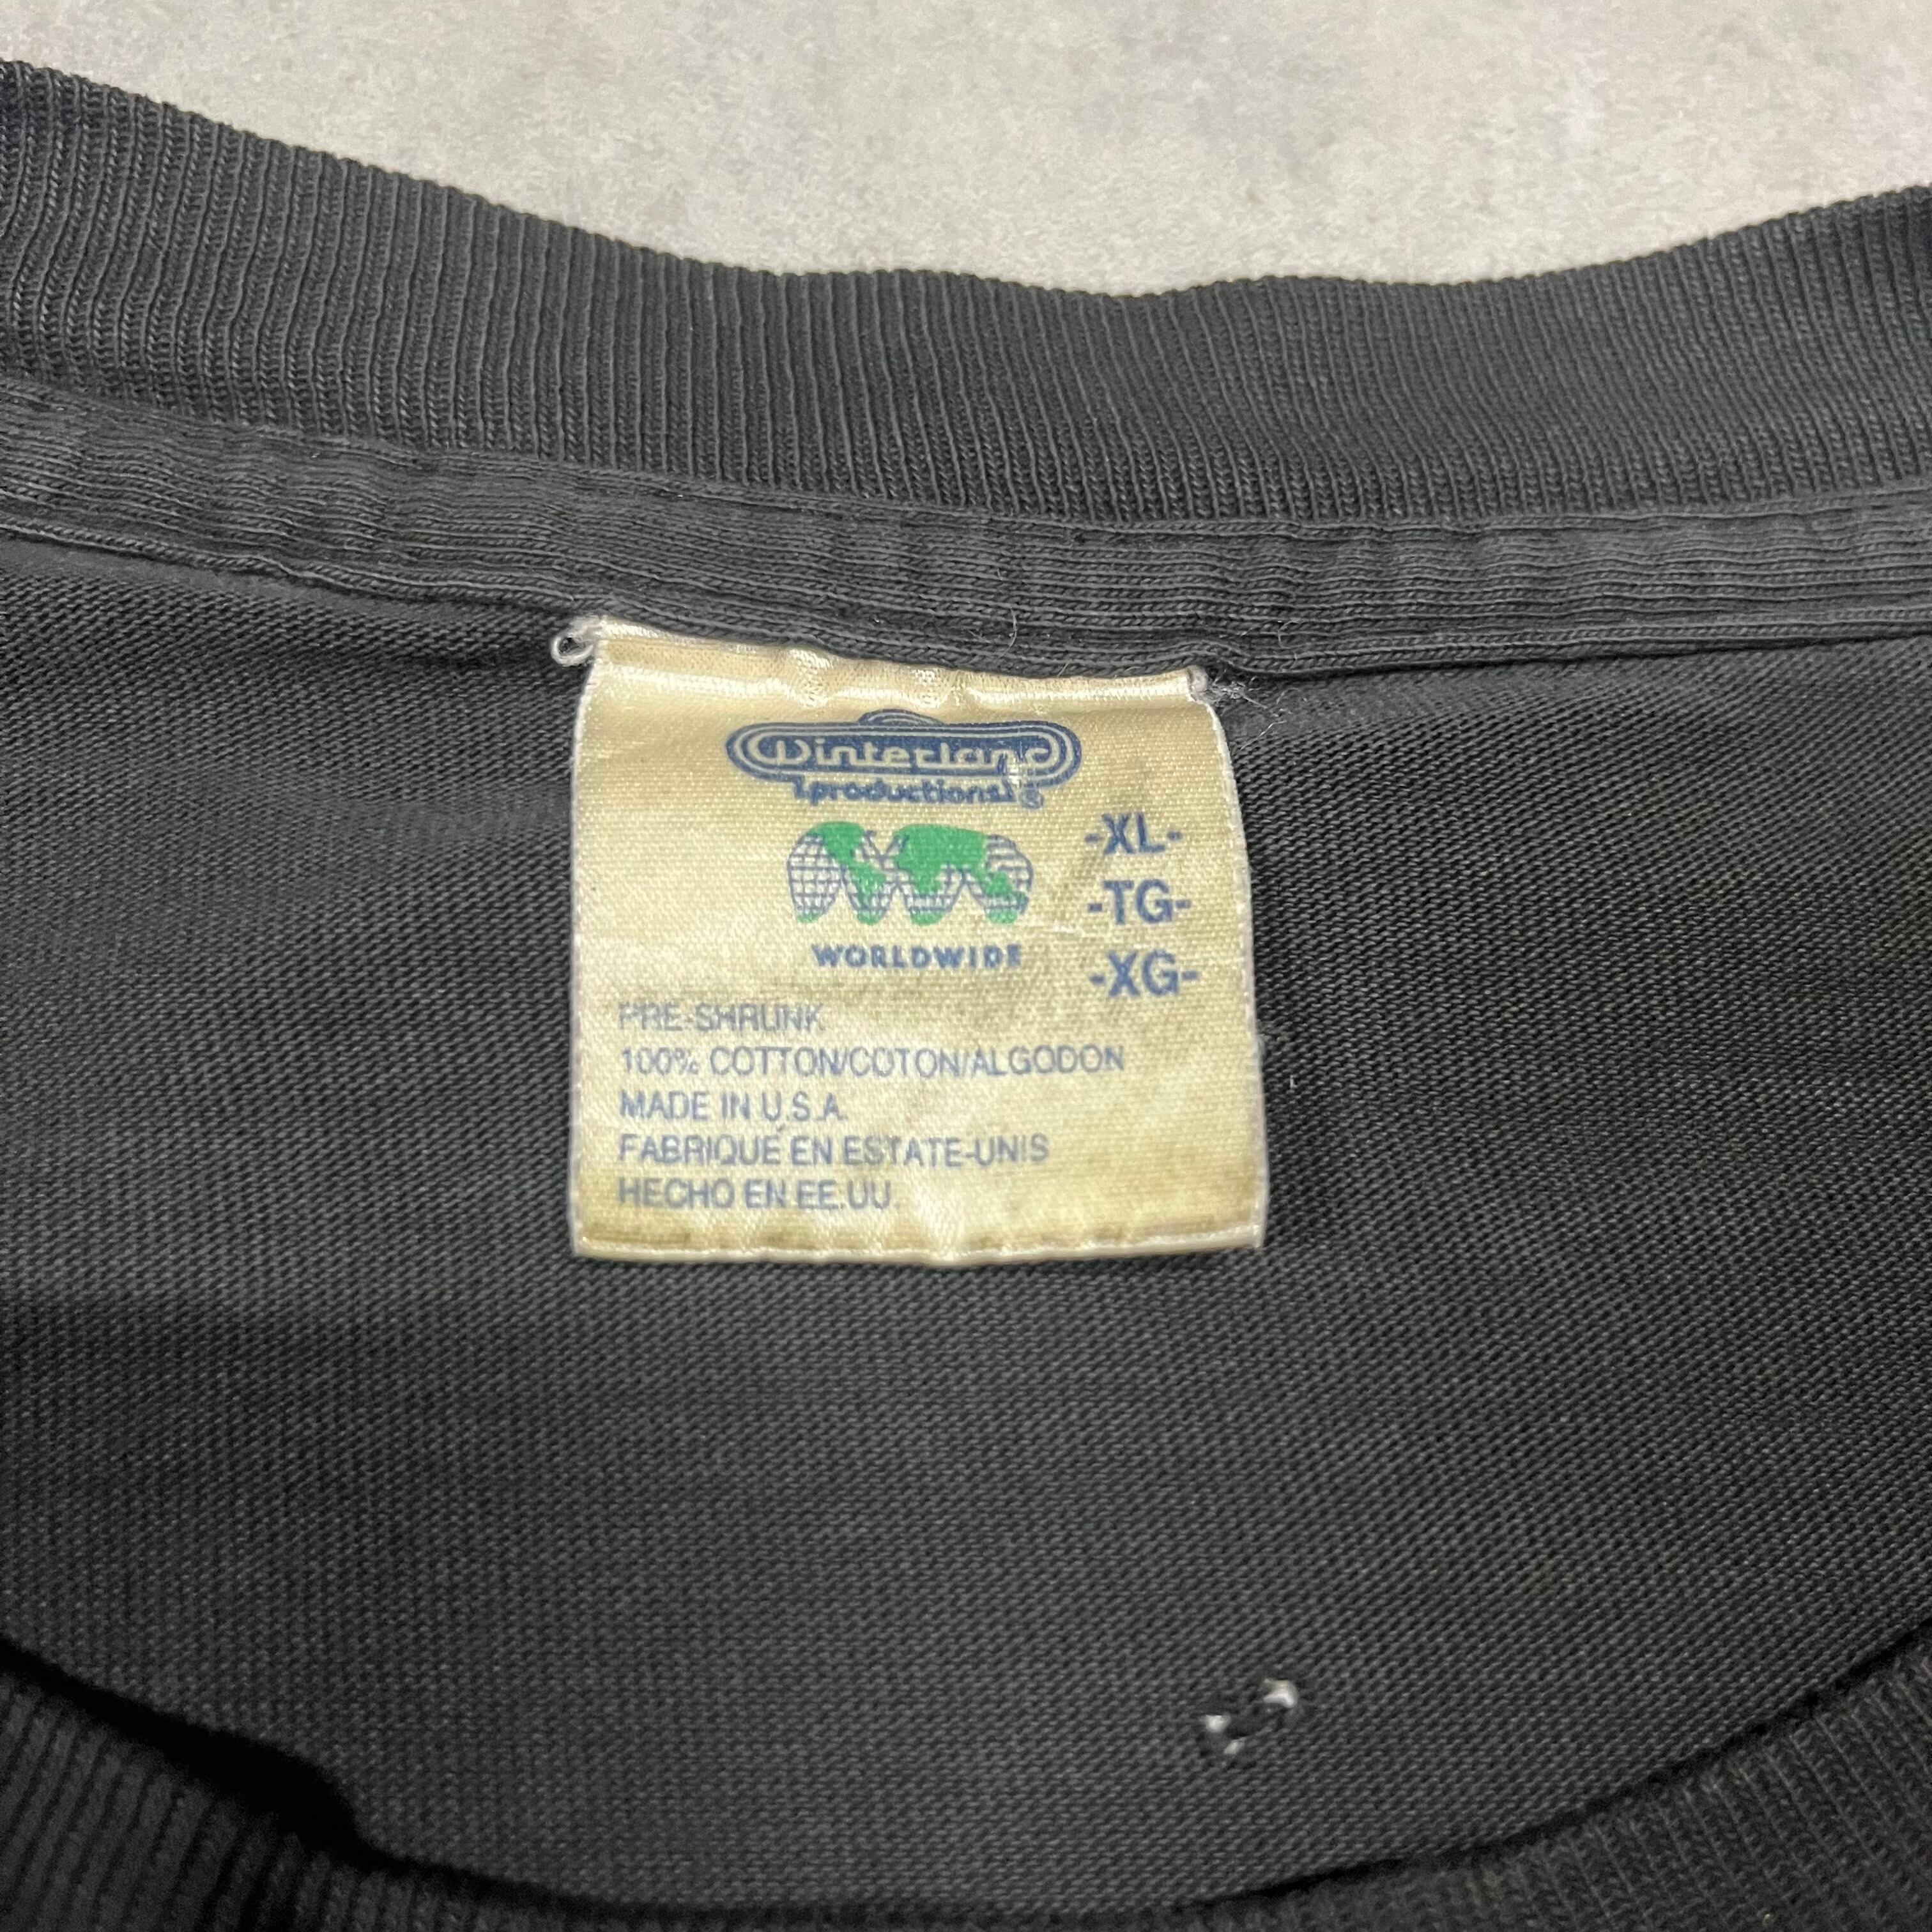 Winterland
productions ®
-XL-
-TG-
-XG-
WORLDWIDE
PRE-SHRUNK
100% COTTON/COTON/ALGODON
MADE IN U.S.A.
FABRIQUÉ EN ESTATE-UNIS
HECHO EN EE.UU.